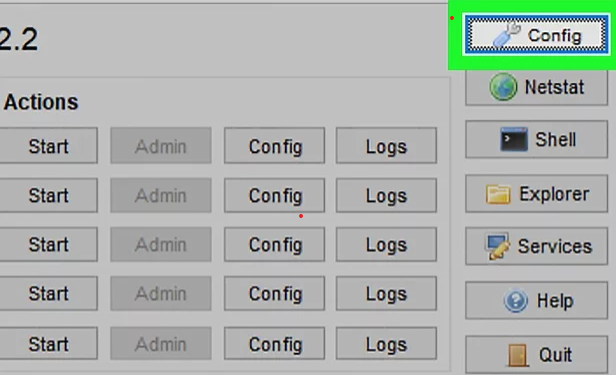 2.2
Config
Netstat
Actions
Start Admin Config Logs
Shell
Start Admin Config Logs
Explorer
Start Admin Config Logs
Services
Start Admin Config Logs
Help
Start Admin Config Logs
Quit